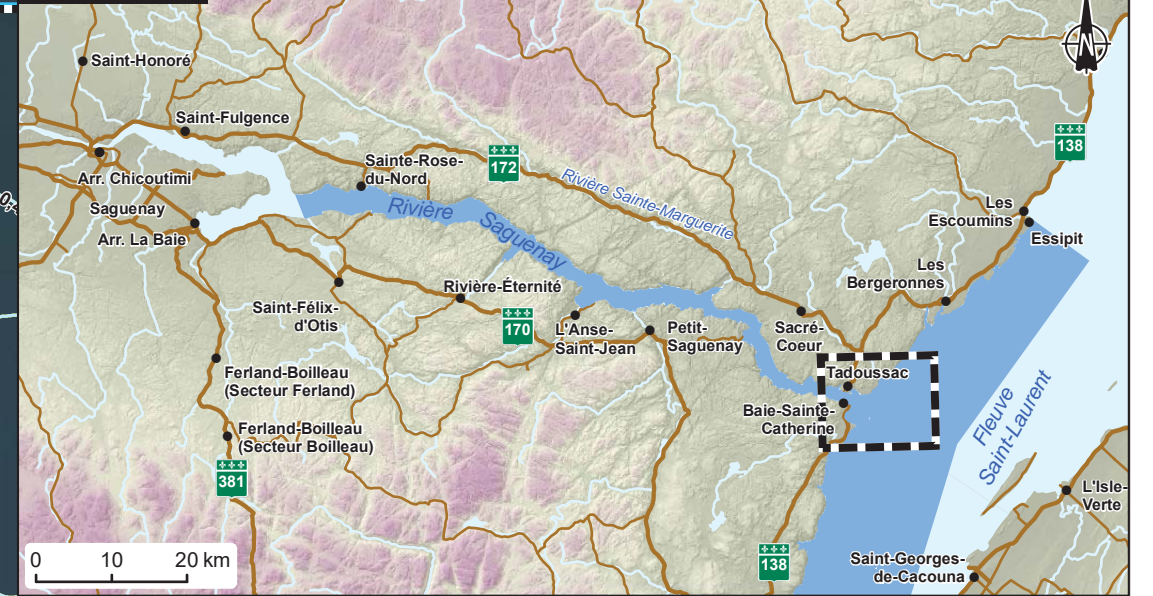 N
Saint-Honoré
138
Saint-Fulgence
172
Sainte-Rose-
du-Nord
Arr. Chicoutimi
Rivière Sainte-Marguerite
Saguenay
Rivière Saguenay
Arr. La Baie
Les
Escoumins
Essipit
Les
Bergeronnes
Rivière-Éternité
Saint-Félix-
d'Otis
170
L'Anse-
Saint-Jean
Petit-
Saguenay
Sacré-
Coeur
Ferland-Boilleau
(Secteur Ferland)
Tadoussac
Baie-Sainte-
Catherine
Fleuve
Saint-Laurent
Ferland-Boilleau
(Secteur Boilleau)
381
L'Isle-
Verte
138
Saint-Georges-
de-Cacouna
0 10 20 km